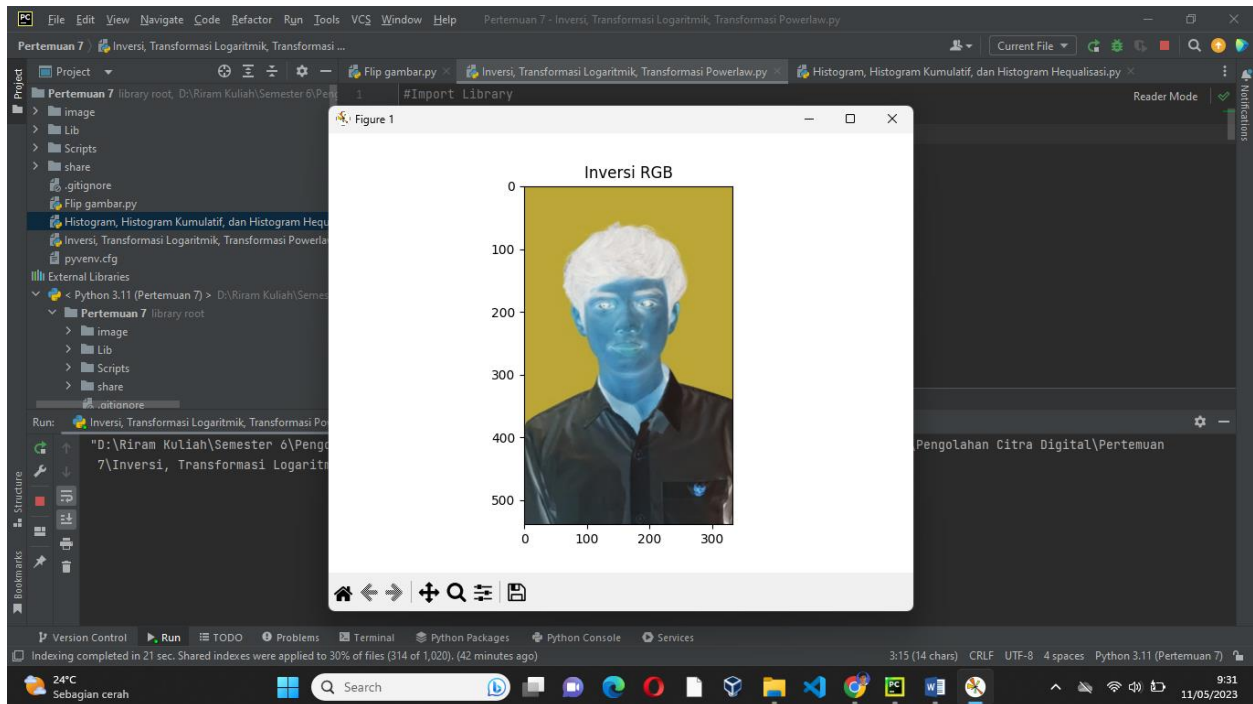 File Edit View Navigate Code Refactor Run Tools VCS Window Help Pertemuan 7 - Inversi, Transformasi Logaritmik, Transformasi Powerlaw.py
Pertemuan 7 Inversi, Transformasi Logaritmik, Transformasi ... Current File
Project Flip gambar.py Inversi, Transformasi Logaritmik, Transformasi Powerlaw.py Histogram, Histogram Kumulatif, dan Histogram Hequalisasi.py
Project
Notifications
Pertemuan 7 library root, D:\Riram Kuliah\Semester 6\Pen 1 #Import Library Reader Mode
image
Lib
Scripts
share
.gitignore
Flip gambar.py
Histogram, Histogram Kumulatif, dan Histogram Hequ
Inversi, Transformasi Logaritmik, Transformasi Powerla
pyvenv.cfg
External Libraries
< Python 3.11 (Pertemuan 7) > D:\Riram Kuliah\Semes
Pertemuan 7 library root
image
Lib
Scripts
share
.gitignore
Figure 1
Inversi RGB
0
100
200
300
400
500
0 100 200 300
Run: Inversi, Transformasi Logaritmik, Transformasi Po
"D:\Riram Kuliah\Semester 6\Pengo Pengolahan Citra Digital\Pertemuan
7\Inversi, Transformasi Logaritm
Structure
Bookmarks
Version Control Run TODO Problems Terminal Python Packages Python Console Services
Indexing completed in 21 sec. Shared indexes were applied to 30% of files (314 of 1,020). (42 minutes ago) 3:15 (14 chars) CRLF UTF-8 4 spaces Python 3.11 (Pertemuan 7)
24°C
Sebagian cerah
Search
9:31
11/05/2023